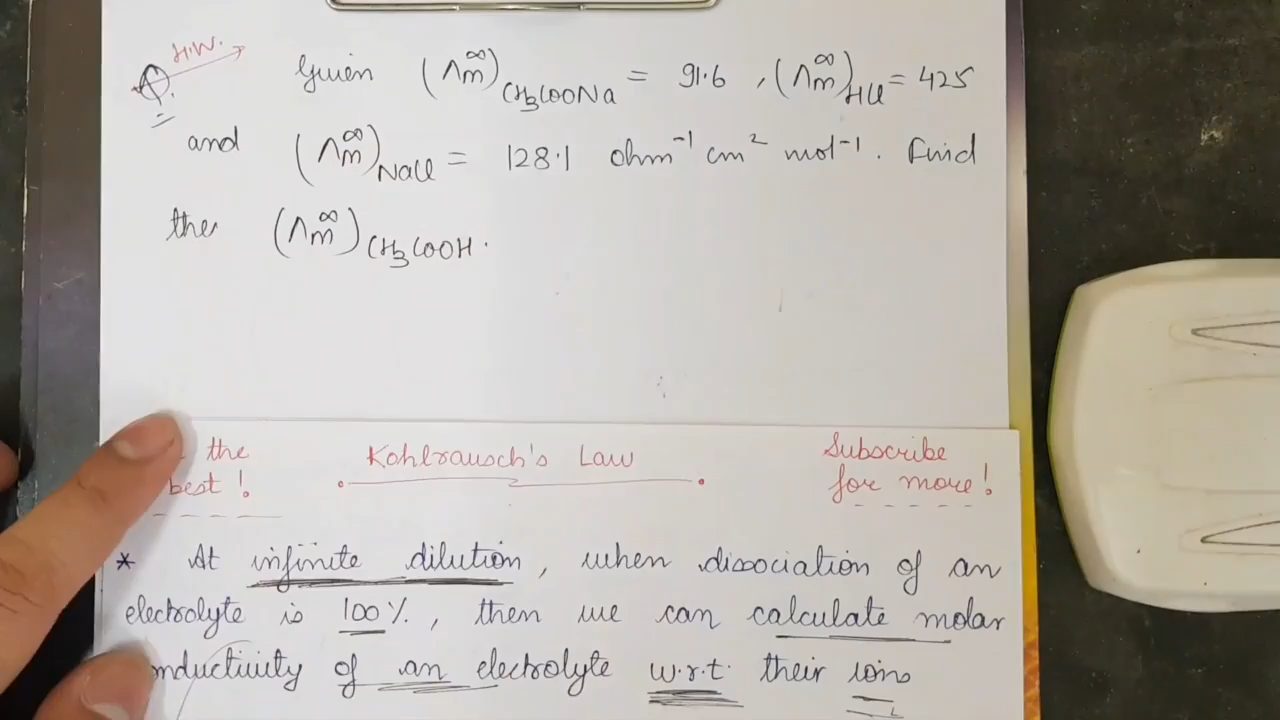 H.W.
Q. Given (Λm∞)CH3COONa = 91.6 , (Λm∞)HCl = 425
and (Λm∞)NaCl = 128.1 ohm⁻¹ cm² mol⁻¹. Find
the (Λm∞)CH3COOH.
the Kohlrausch's Law Subscribe
best! for more!
* At infinite dilution, when dissociation of an
electrolyte is 100%, then we can calculate molar
nductivity of an electrolyte w.r.t. their ions